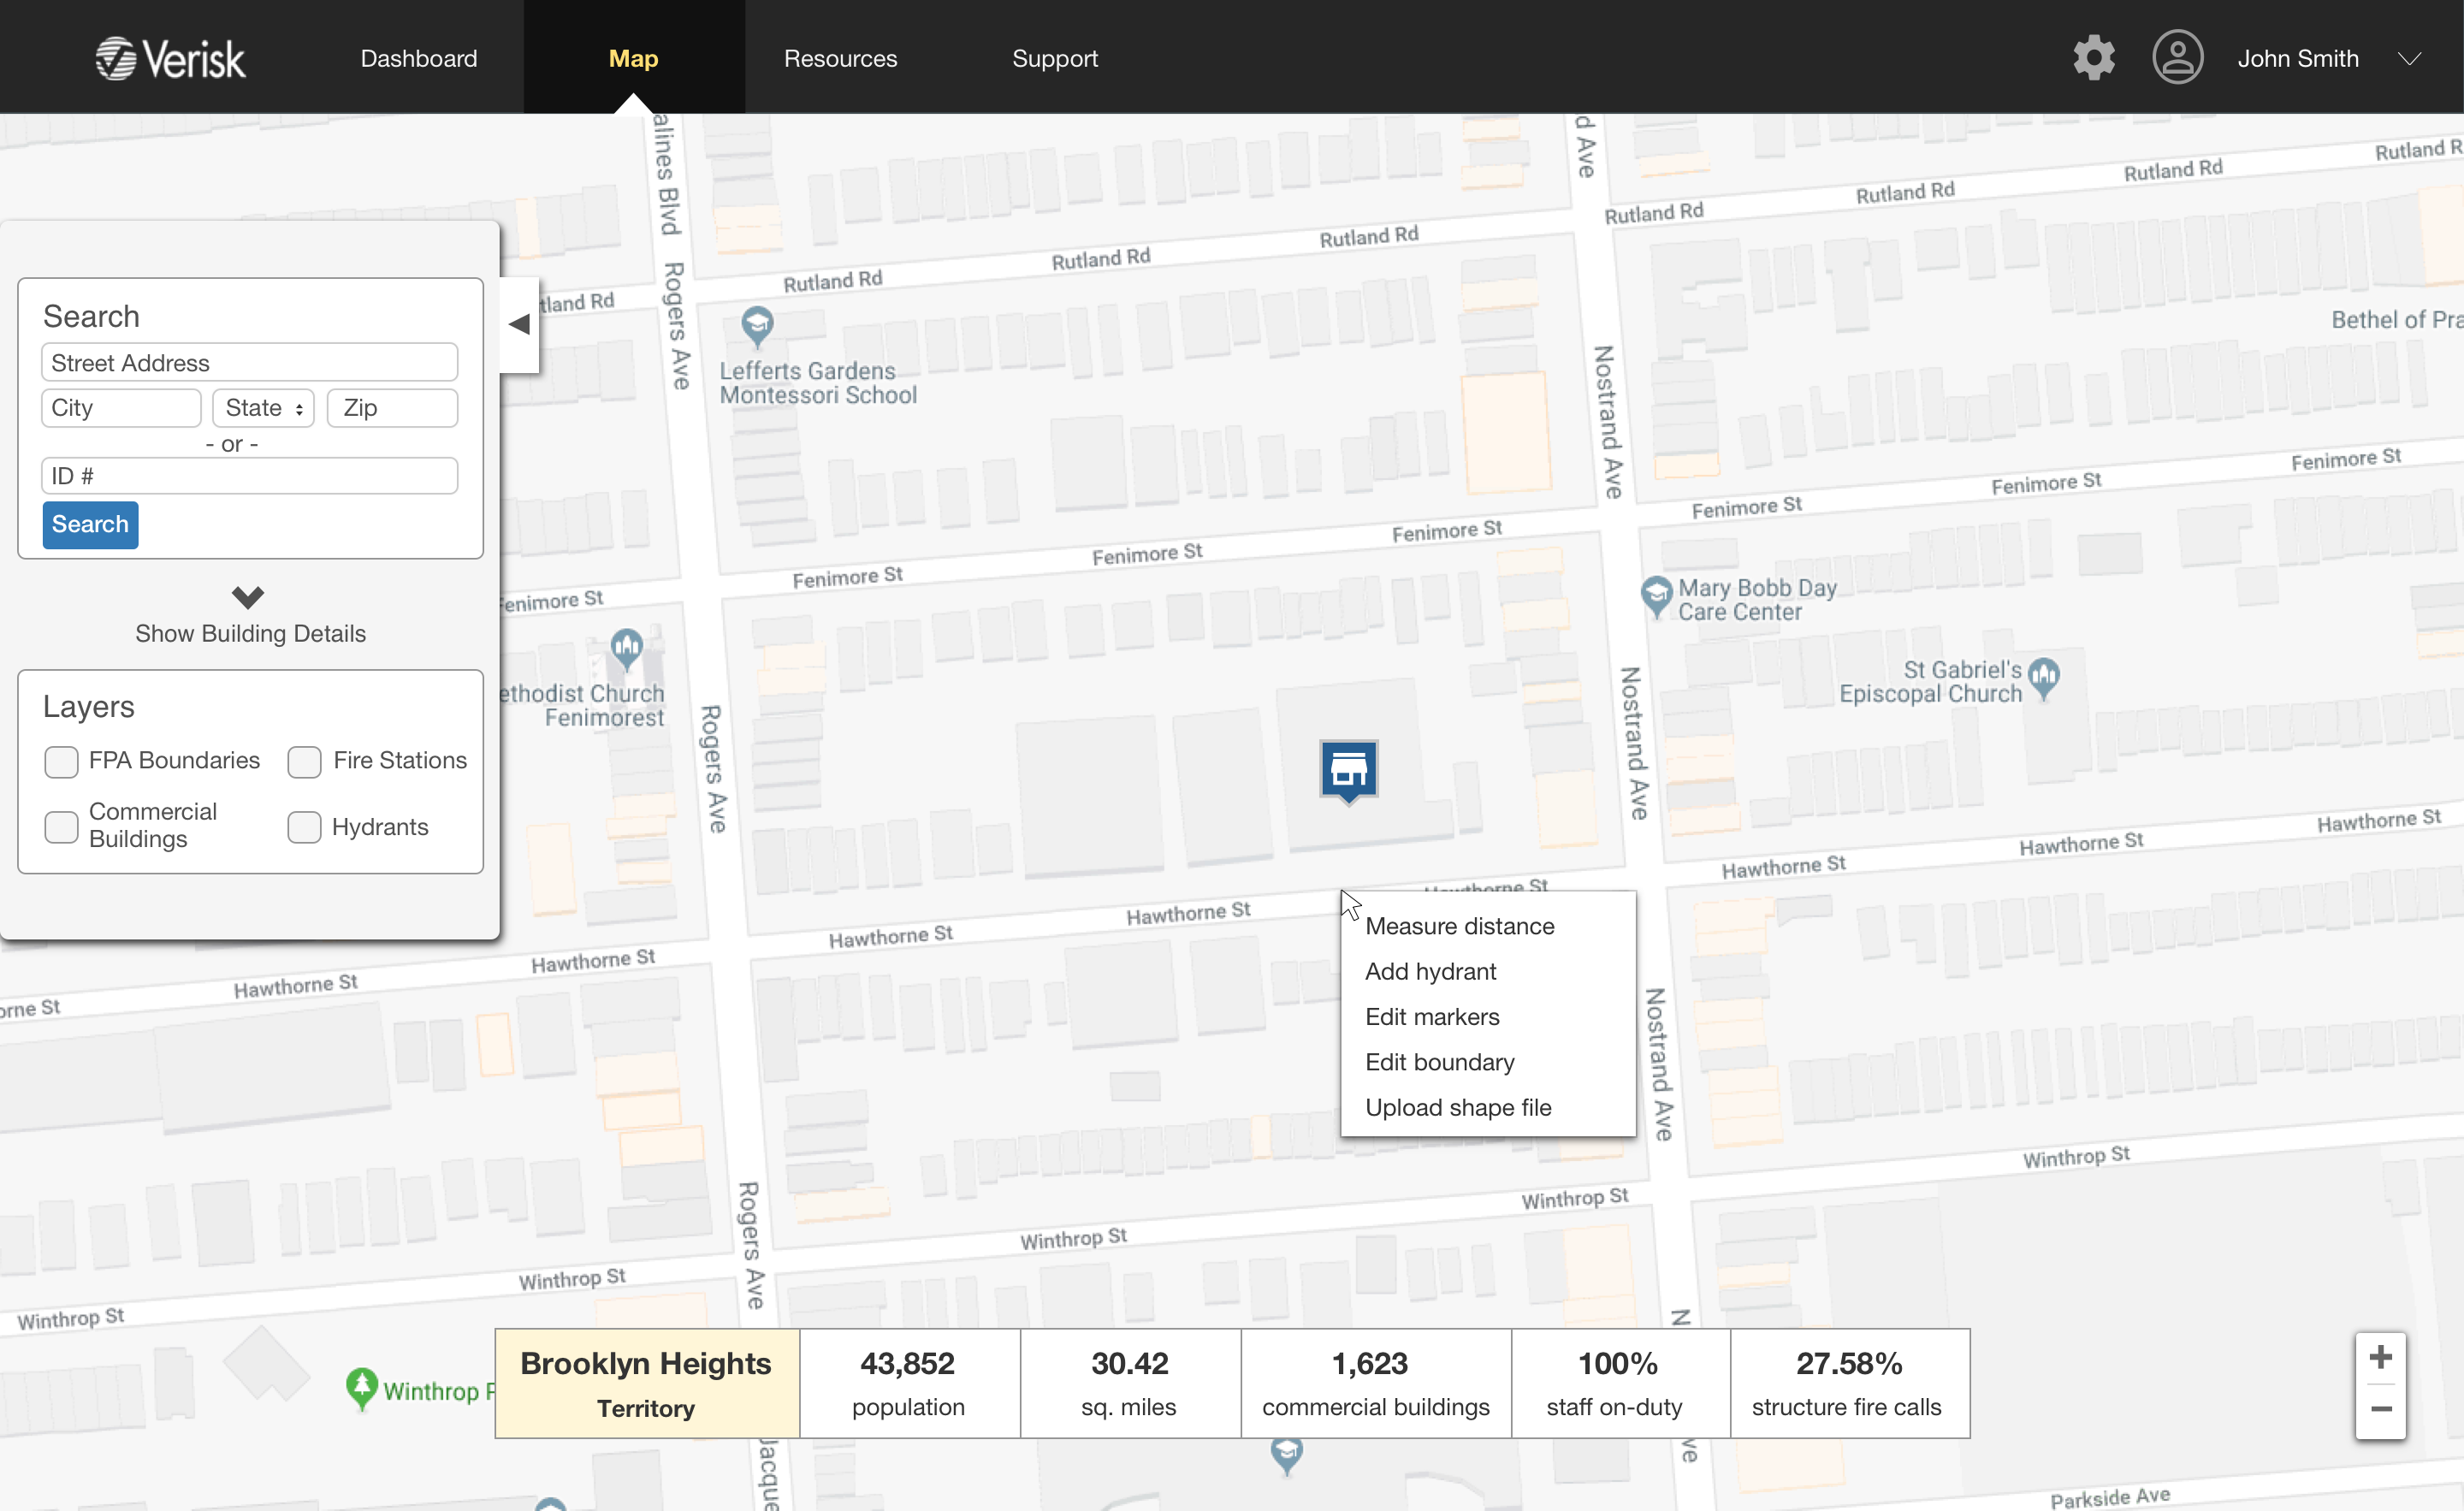 Verisk
Dashboard
Map
Resources
Support
John Smith
alines Blvd
d Ave
Rutland Rd
Rutland Rd
Rutland Rd
Rutland Rd
Rutland Rd
Rutland Rd
Rutland R
tland Rd
Rogers Ave
Search
Street Address
City
State
Zip
- or -
ID #
Search
Show Building Details
Layers
FPA Boundaries
Fire Stations
Commercial
Buildings
Hydrants
Lefferts Gardens
Montessori School
Bethel of Pra
Nostrand Ave
Fenimore St
Fenimore St
Fenimore St
Fenimore St
Fenimore St
Fenimore St
enimore St
ethodist Church
Fenimorest
Mary Bobb Day
Care Center
St Gabriel's
Episcopal Church
Rogers Ave
Nostrand Ave
Hawthorne St
Hawthorne St
Hawthorne St
Hawthorne St
Hawthorne St
Hawthorne St
Hawthorne St
Hawthorne St
orne St
Measure distance
Add hydrant
Edit markers
Edit boundary
Upload shape file
Nostrand Ave
Rogers Ave
Winthrop St
Winthrop St
Winthrop St
Winthrop St
Winthrop St
N
Winthrop P
Brooklyn Heights
Territory
43,852
population
30.42
sq. miles
1,623
commercial buildings
100%
staff on-duty
27.58%
structure fire calls
+
−
Jacque
ve
Parkside Ave